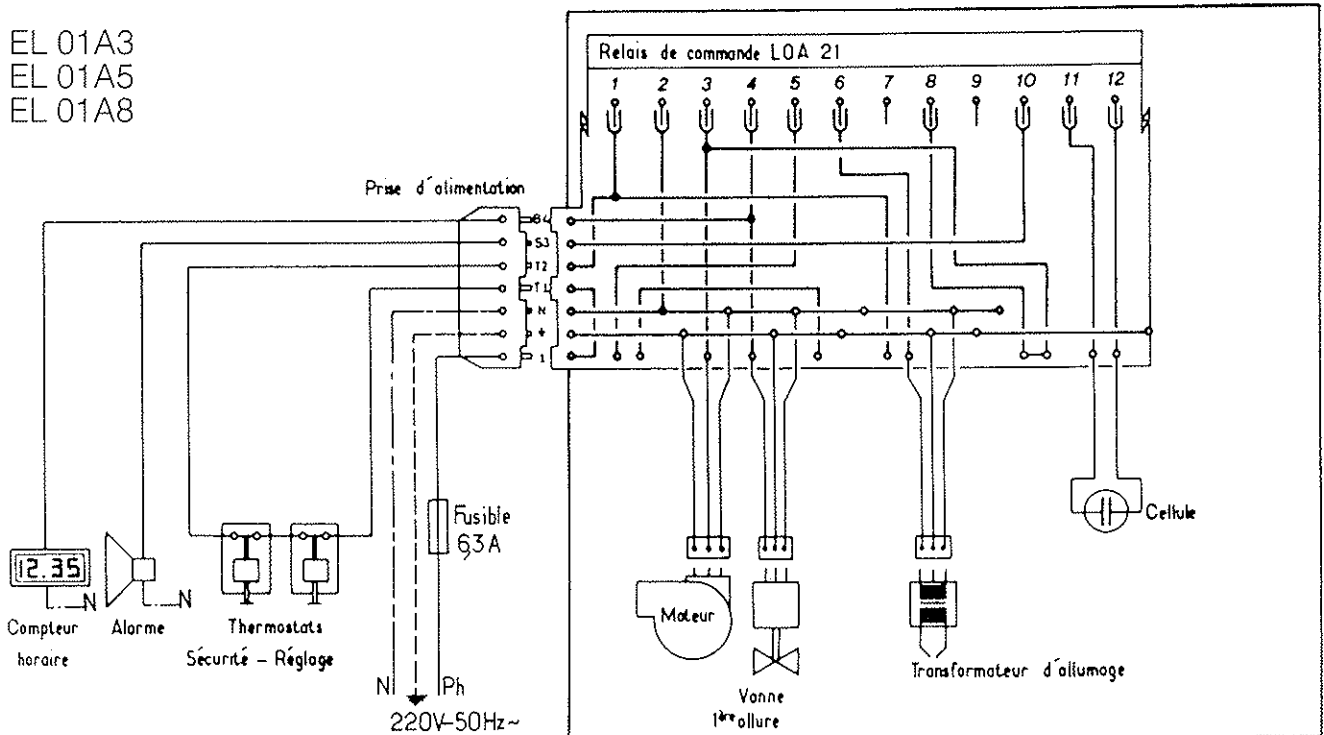 EL 01A3
EL 01A5
EL 01A8
Relais de commande LOA 21
1 2 3 4 5 6 7 8 9 10 11 12
Prise d'alimentation
B4
S3
T2
T1
N
1
Fusible
6,3 A
Cellule
12.35
N
N
Compteur
horaire
Alarme
Thermostats
Sécurité - Réglage
Moteur
Vanne
1ère allure
Transformateur d'allumage
N
Ph
220V-50Hz~